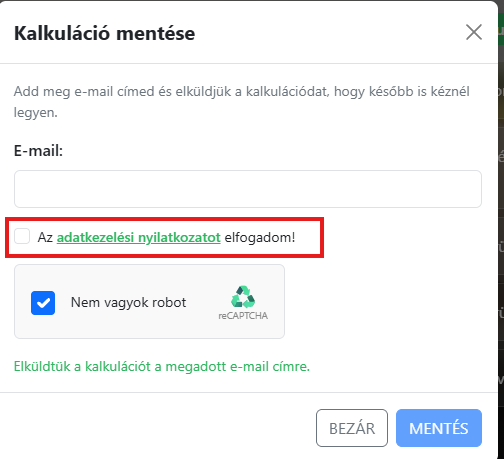 Kalkuláció mentése
Add meg e-mail címed és elküldjük a kalkulációdat, hogy később is kéznél
legyen.
E-mail:
Az adatkezelési nyilatkozatot elfogadom!
Nem vagyok robot
reCAPTCHA
Elküldtük a kalkulációt a megadott e-mail címre.
BEZÁR MENTÉS